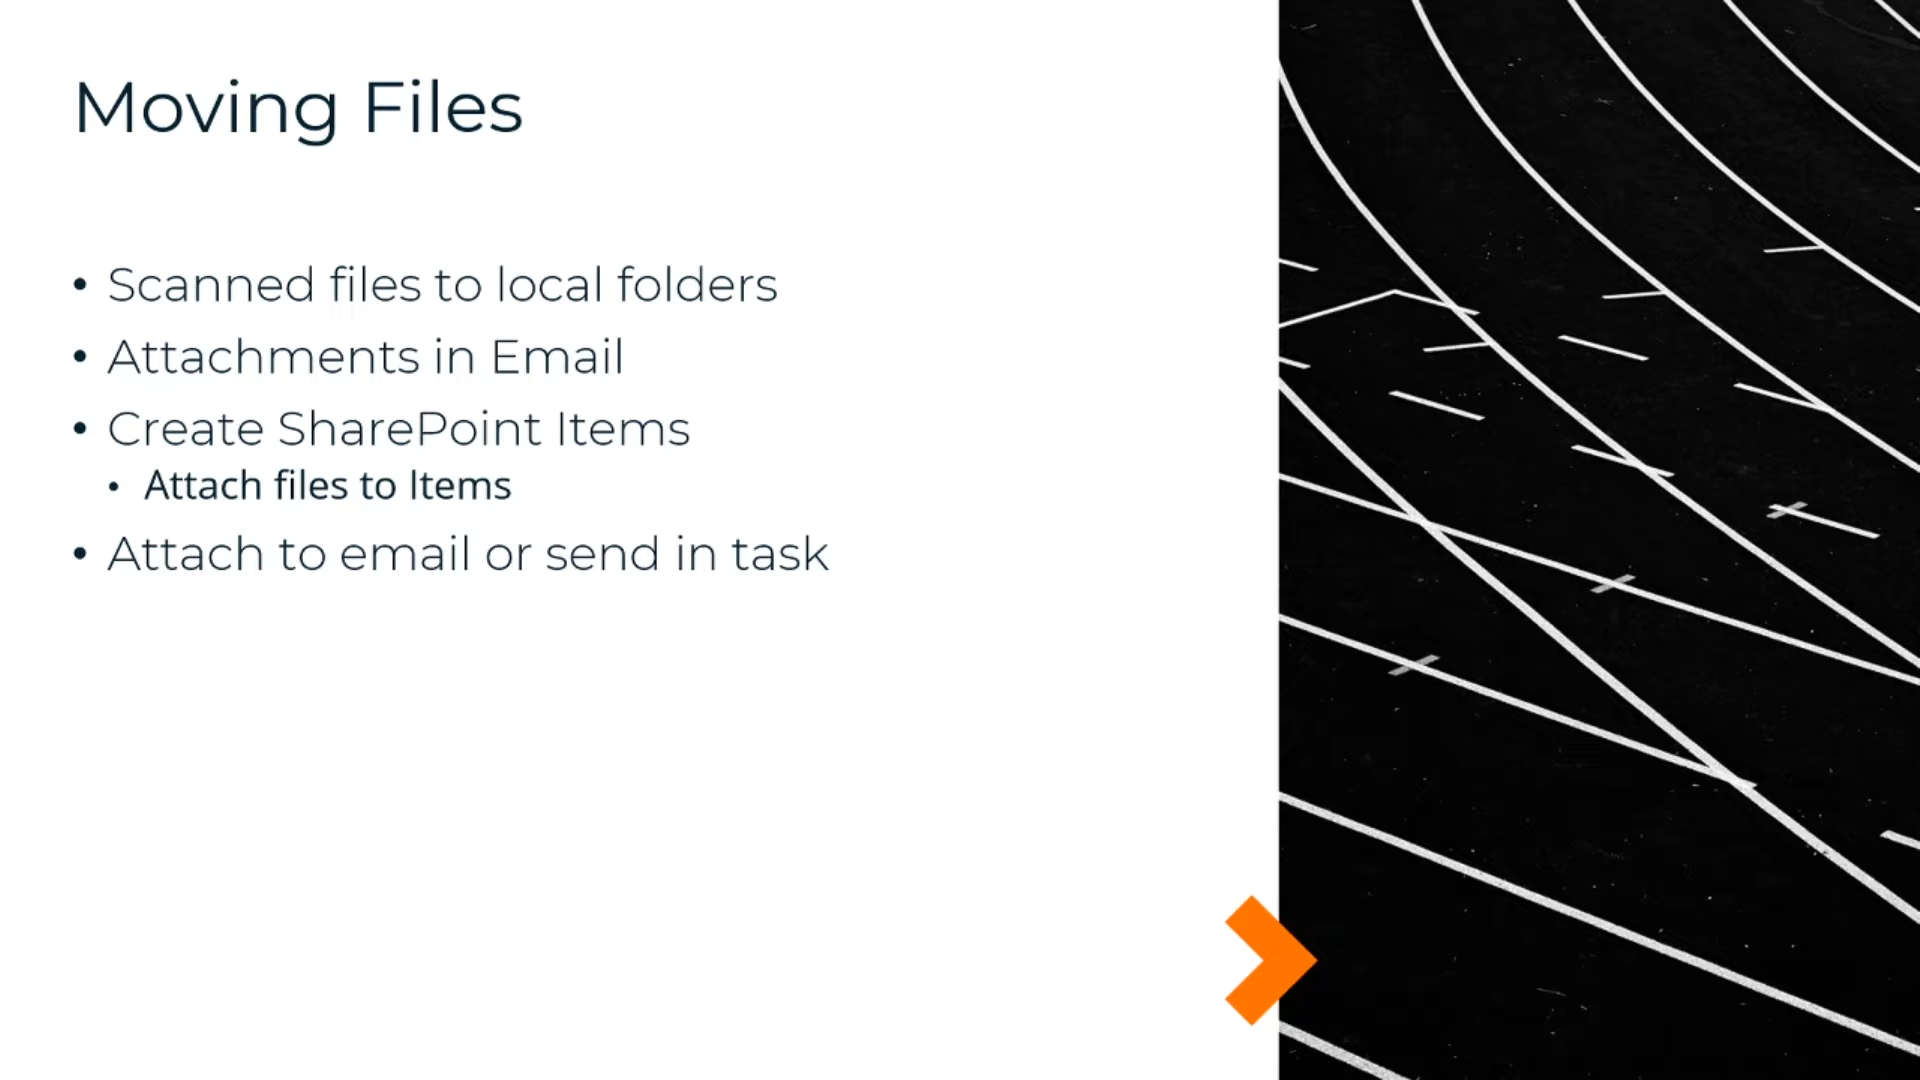 Moving Files
• Scanned files to local folders
• Attachments in Email
• Create SharePoint Items
• Attach files to Items
• Attach to email or send in task